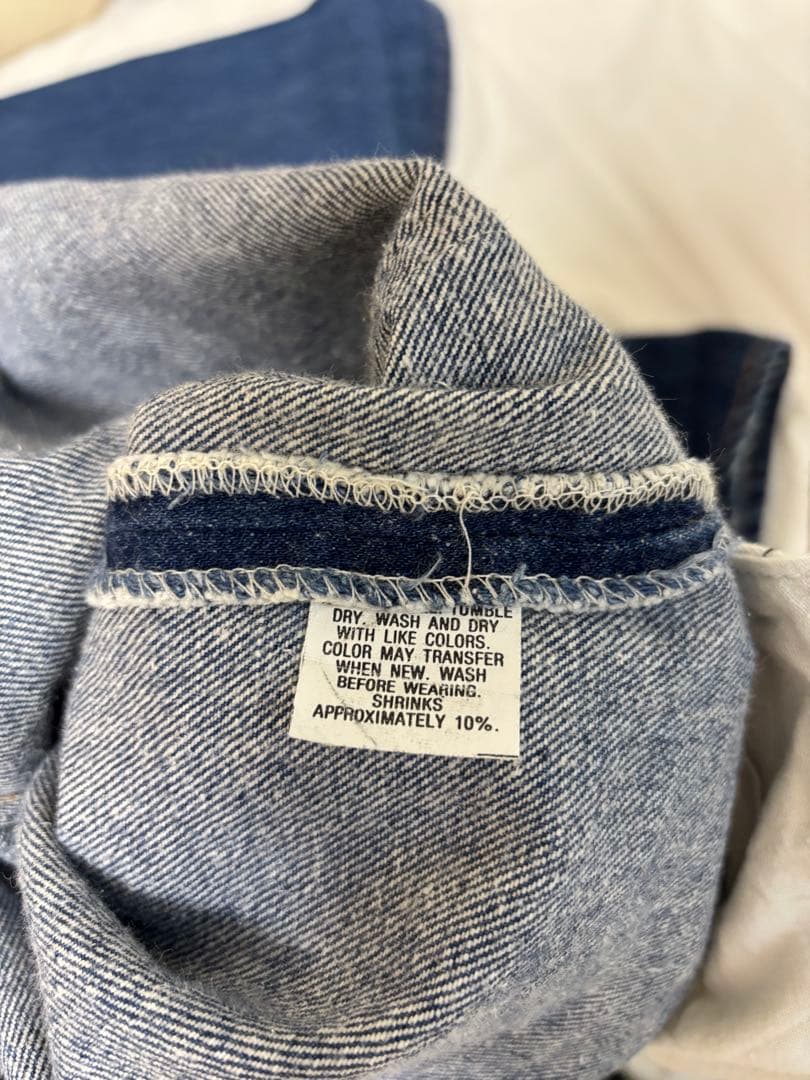 TUMBLE
DRY. WASH AND DRY
WITH LIKE COLORS.
COLOR MAY TRANSFER
WHEN NEW. WASH
BEFORE WEARING.
SHRINKS
APPROXIMATELY 10%.